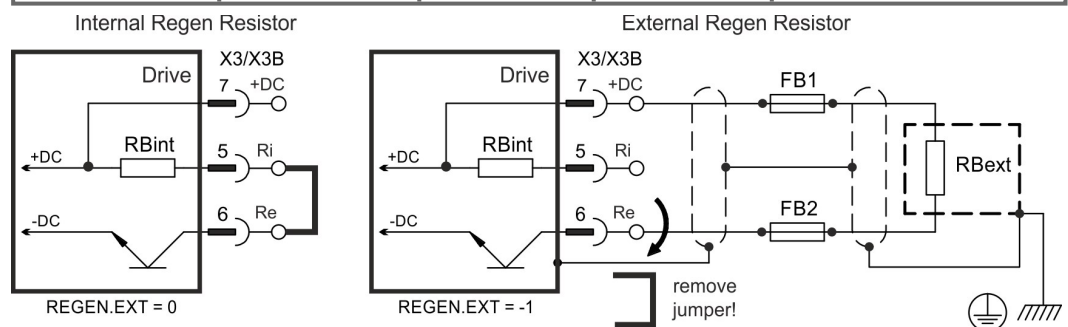 Internal Regen Resistor
External Regen Resistor
Drive
X3/X3B
7 +DC
+DC
RBint
5 Ri
-DC
6 Re
REGEN.EXT = 0
Drive
X3/X3B
7 +DC
FB1
+DC
RBint
5 Ri
RBext
-DC
6 Re
FB2
REGEN.EXT = -1
remove
jumper!